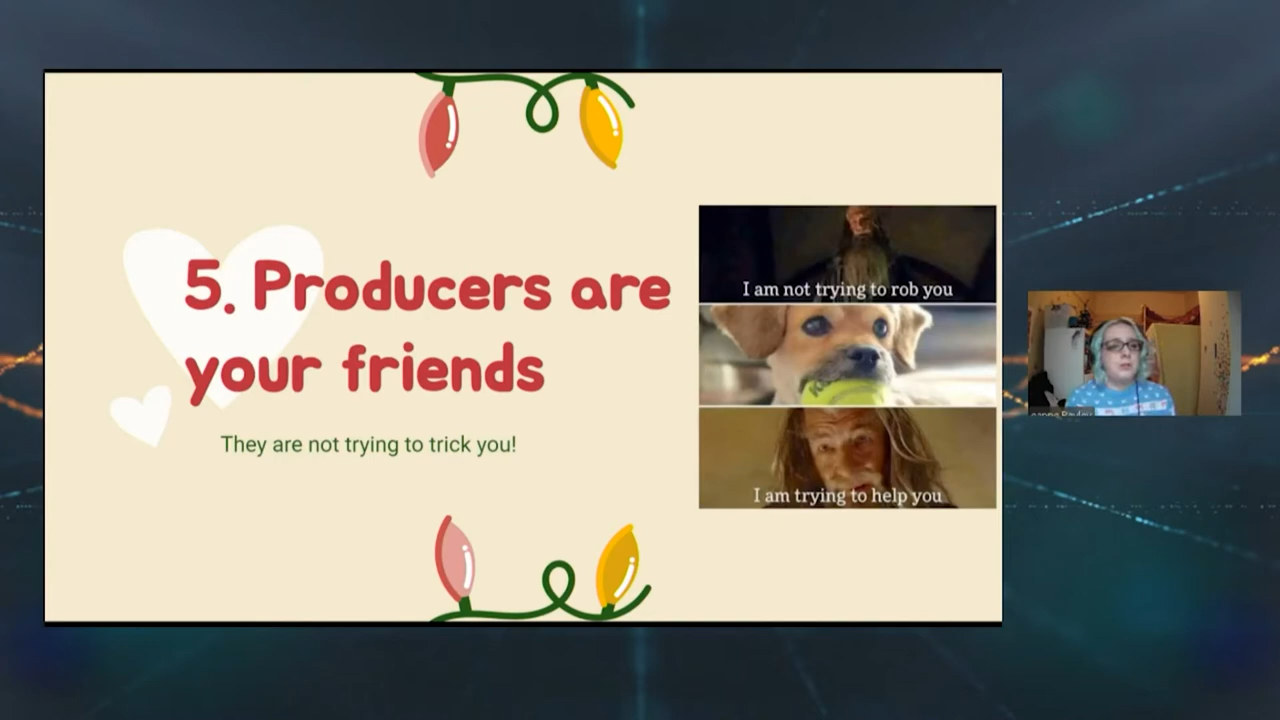 5. Producers are
your friends
They are not trying to trick you!
I am not trying to rob you
I am trying to help you